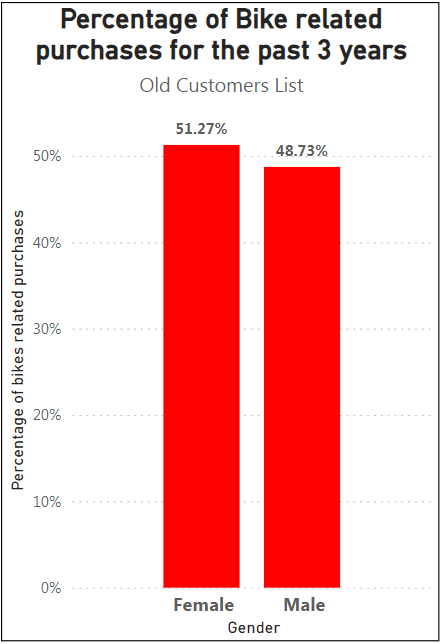 Percentage of Bike related
purchases for the past 3 years
Old Customers List
51.27%
48.73%
50%
40%
30%
20%
10%
0%
Percentage of bikes related purchases
Female
Male
Gender